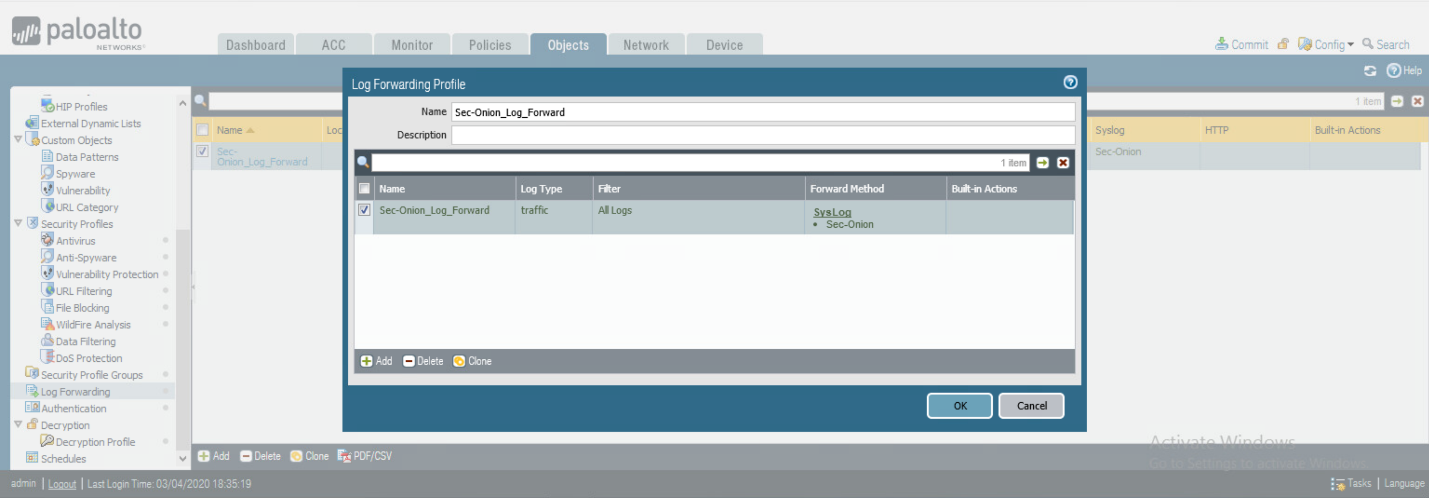 paloalto
NETWORKS®
Dashboard ACC Monitor Policies Objects Network Device
Commit Config Search
Help
Log Forwarding Profile
Name Sec-Onion_Log_Forward
Description
1 item
Name Log Type Filter Forward Method Built-in Actions
Sec-Onion_Log_Forward traffic All Logs SysLog
• Sec-Onion
Add Delete Clone
OK Cancel
HIP Profiles
External Dynamic Lists
Custom Objects
Data Patterns
Spyware
Vulnerability
URL Category
Security Profiles
Antivirus
Anti-Spyware
Vulnerability Protection
URL Filtering
File Blocking
WildFire Analysis
Data Filtering
DoS Protection
Security Profile Groups
Log Forwarding
Authentication
Decryption
Decryption Profile
Schedules
1 item
Name Loc Syslog HTTP Built-in Actions
Sec-
Onion_Log_Forward
Sec-Onion
Add Delete Clone PDF/CSV
Activate Windows
Go to Settings to activate Windows.
admin | Logout | Last Login Time: 03/04/2020 18:35:19
Tasks | Language